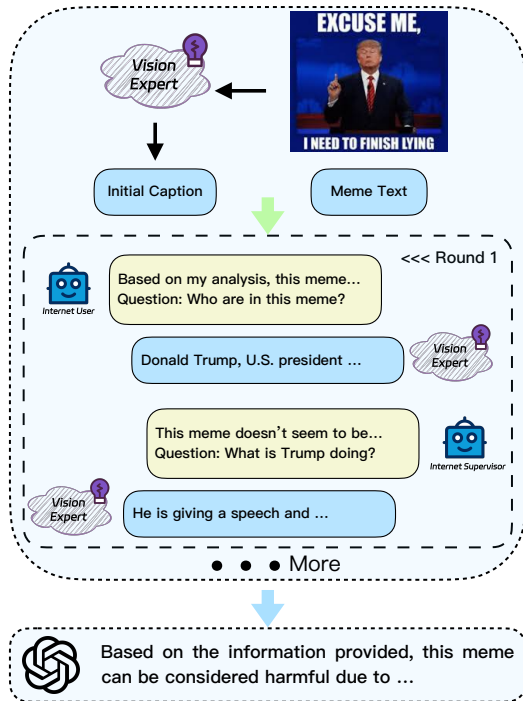 EXCUSE ME,
I NEED TO FINISH LYING
Vision
Expert
Initial Caption
Meme Text
<<< Round 1
Based on my analysis, this meme...
Question: Who are in this meme?
Internet User
Donald Trump, U.S. president ...
Vision
Expert
This meme doesn't seem to be...
Question: What is Trump doing?
Internet Supervisor
Vision
Expert
He is giving a speech and ...
● ● ● More
Based on the information provided, this meme
can be considered harmful due to ...